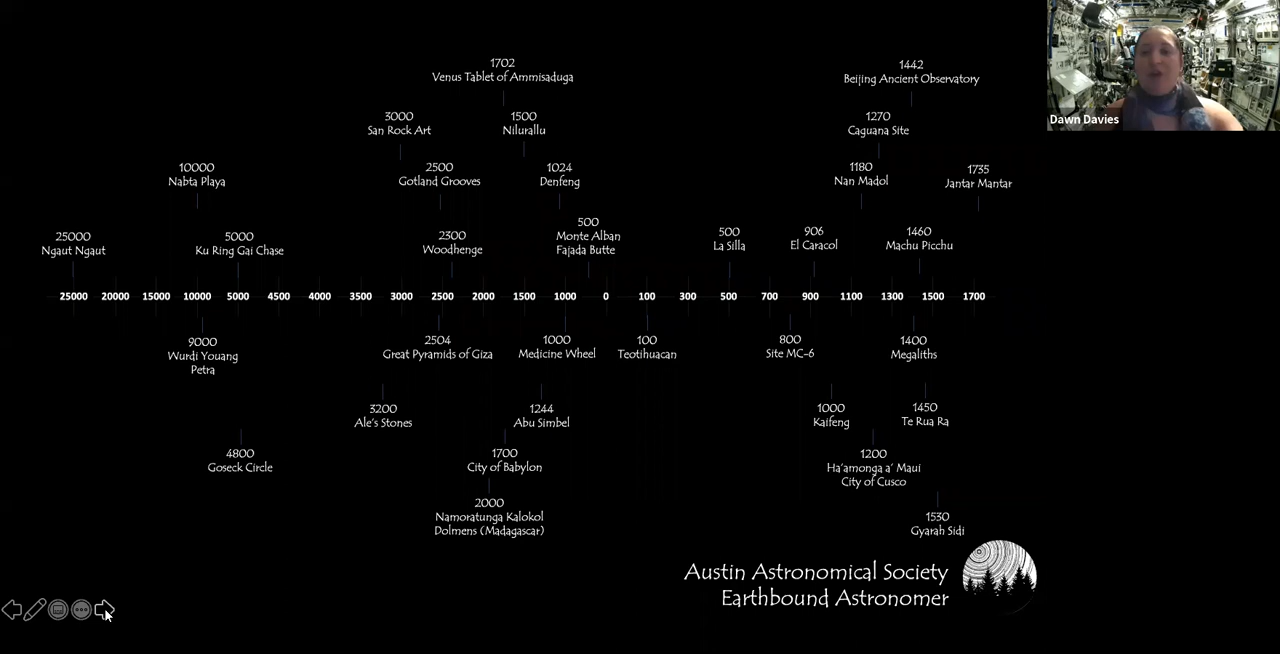 1702
Venus Tablet of Ammisaduga
1442
Beijing Ancient Observatory
Dawn Davies
3000
San Rock Art
1500
Nilurallu
1270
Caguana Site
10000
Nabta Playa
2500
Gotland Grooves
1024
Denfeng
1180
Nan Madol
1735
Jantar Mantar
25000
Ngaut Ngaut
5000
Ku Ring Gai Chase
2300
Woodhenge
500
Monte Alban
Fajada Butte
500
La Silla
906
El Caracol
1460
Machu Picchu
25000 20000 15000 10000 5000 4500 4000 3500 3000 2500 2000 1500 1000 0 100 300 500 700 900 1100 1300 1500 1700
9000
Wurdi Youang
Petra
2504
Great Pyramids of Giza
1000
Medicine Wheel
100
Teotihuacan
800
Site MC-6
1400
Megaliths
3200
Ale's Stones
1244
Abu Simbel
1000
Kaifeng
1450
Te Rua Ra
4800
Goseck Circle
1700
City of Babylon
1200
Ha'amonga a' Maui
City of Cusco
2000
Namoratunga Kalokol
Dolmens (Madagascar)
1530
Gyarah Sidi
Austin Astronomical Society
Earthbound Astronomer